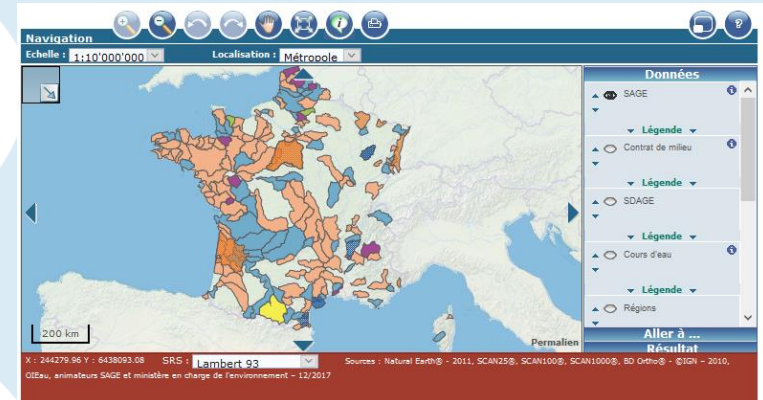 Navigation
Echelle : 1:10'000'000 Localisation : Métropole
Données
SAGE
Légende
Contrat de milieu
Légende
SDAGE
Légende
Cours d'eau
Légende
Régions
200 km
Permalien
Aller à ...
Résultat
X : 244279.96 Y : 6438093.08 SRS : Lambert 93 Sources : Natural Earth® - 2011, SCAN25®, SCAN100®, SCAN1000®, BD Ortho® - ©IGN – 2010,
OIEau, animateurs SAGE et ministère en charge de l'environnement – 12/2017